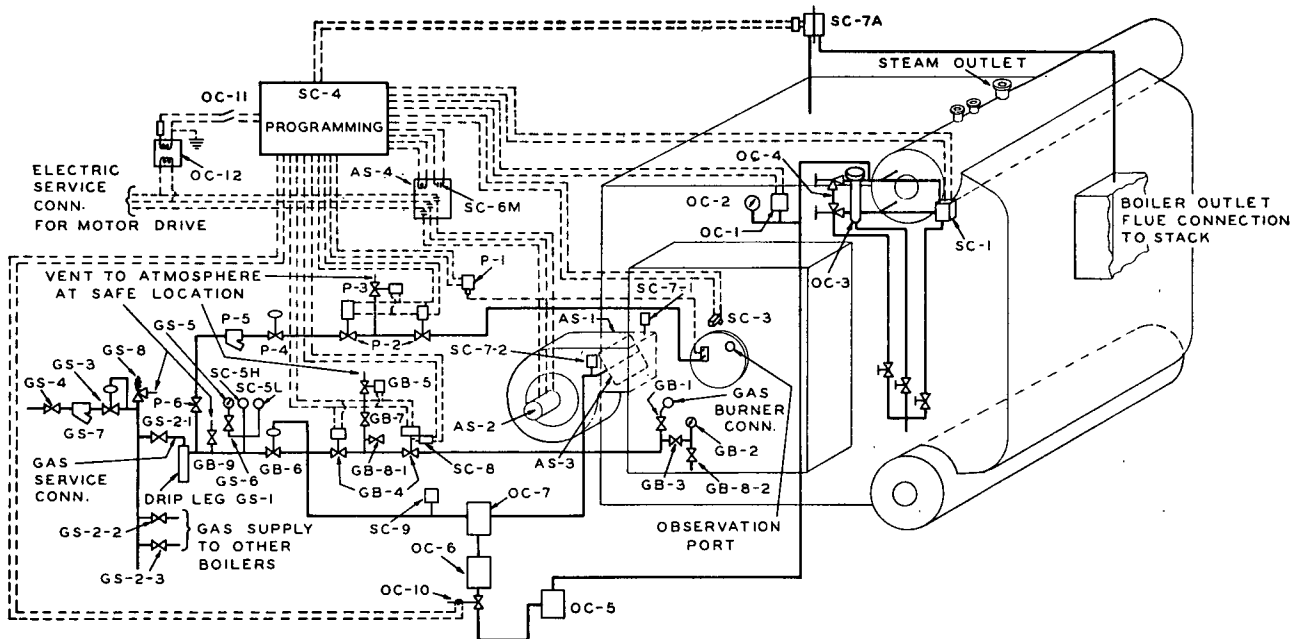 SC-7A
STEAM OUTLET
OC-11
SC-4
PROGRAMMING
OC-12
ELECTRIC
SERVICE
CONN.
FOR MOTOR DRIVE
AS-4
SC-6M
OC-2
OC-1
OC-4
OC-3
SC-1
BOILER OUTLET
FLUE CONNECTION
TO STACK
VENT TO ATMOSPHERE
AT SAFE LOCATION
P-1
P-3
SC-7-1
GS-5
P-5
AS-1
SC-3
GS-8
GS-3
GS-4
P-4
P-2
SC-7-2
SC-5H
SC-5L
GB-5
GB-1
P-6
GS-7
GS-2-1
GB-7
AS-2
GAS
BURNER
CONN.
GAS
SERVICE
CONN.
GB-9
GS-6
GB-6
GB-8-1
SC-8
AS-3
GB-2
DRIP LEG
GS-1
GB-4
GB-3
GB-8-2
OC-7
SC-9
GS-2-2
GAS SUPPLY
TO OTHER
BOILERS
GS-2-3
OBSERVATION
PORT
OC-6
OC-10
OC-5